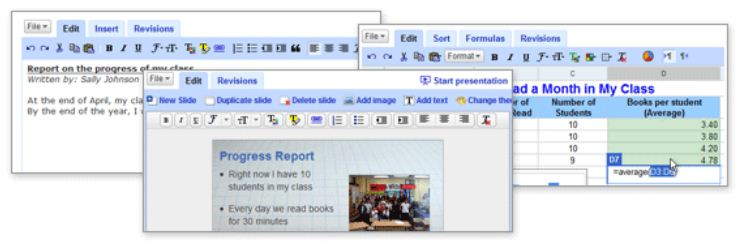 File
Edit
Insert
Revisions
B I U
Report on the progress of my class
Written by: Sally Johnson
At the end of April, my cla
By the end of the year, I w
File
Edit
Sort
Formulas
Revisions
Format
B I U
C
D
ad a Month in My Class
r of
Read
Number of
Students
Books per student
(Average)
10
3.40
10
3.80
10
4.20
9
D7
4.78
=average(D3:D6
File
Edit
Revisions
Start presentation
New Slide
Duplicate slide
Delete slide
Add image
Add text
Change the
B I S
Progress Report
• Right now I have 10
students in my class
• Every day we read books
for 30 minutes